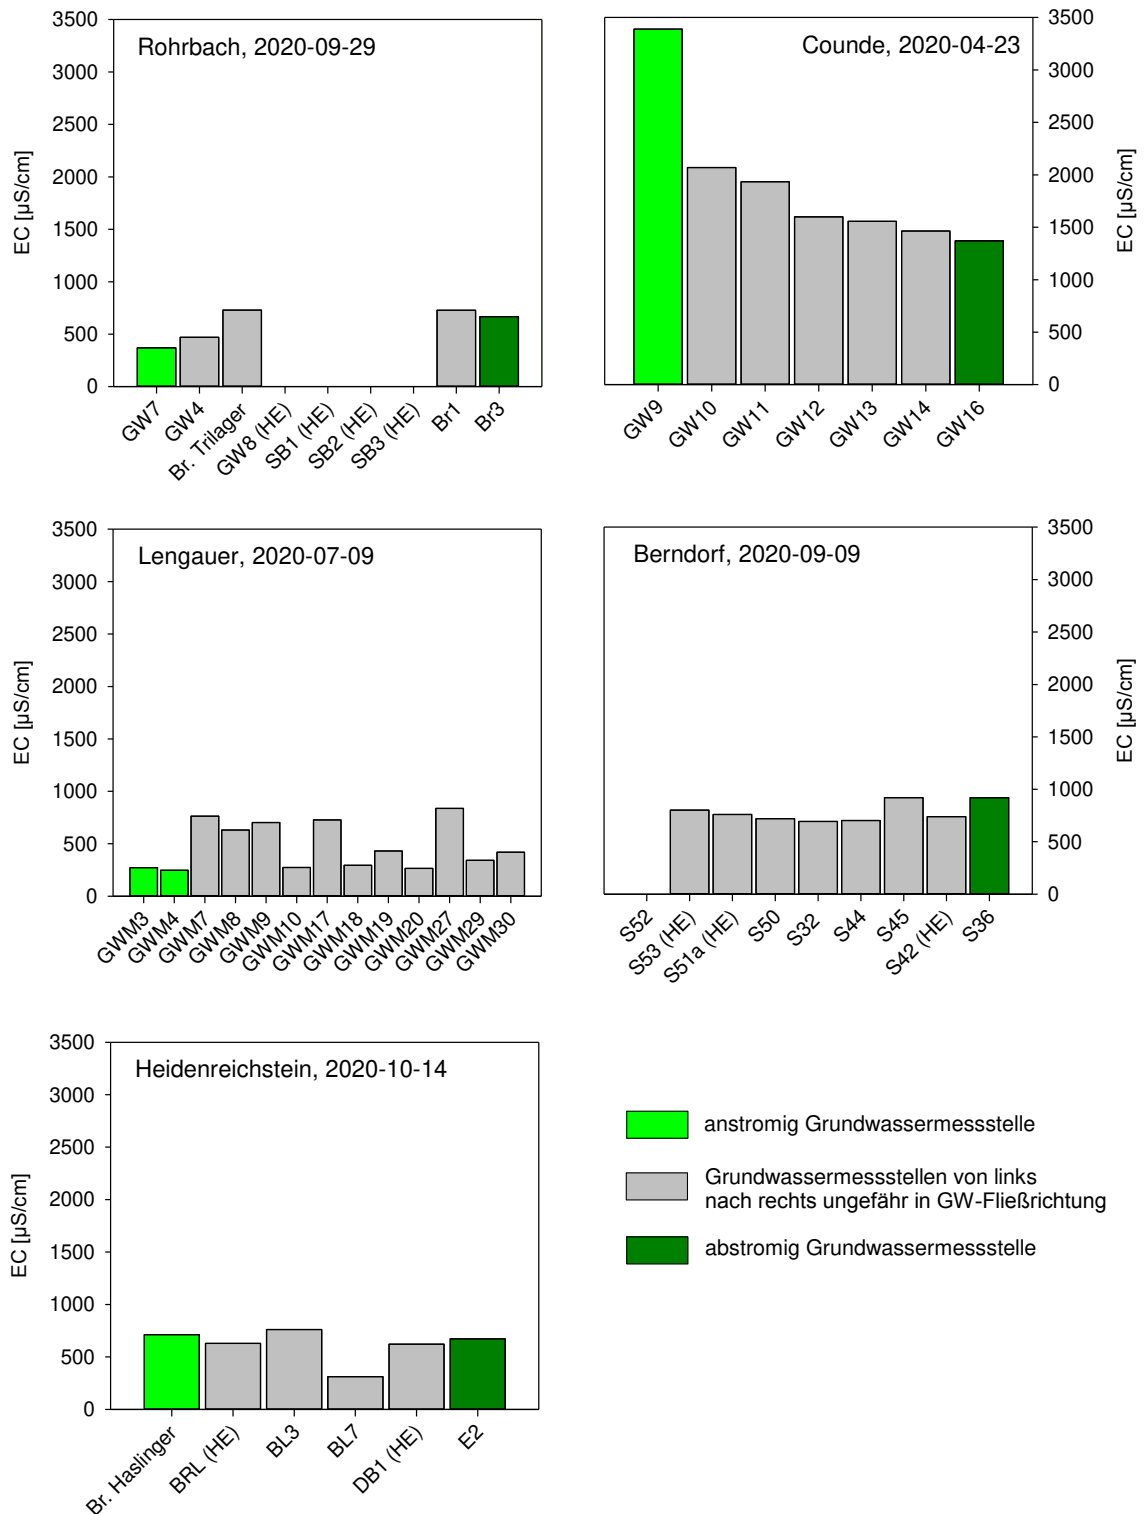 Rohrbach, 2020-09-29
EC [µS/cm]
3500
3000
2500
2000
1500
1000
500
0
GW7
GW4
Br. Trilager
GW8 (HE)
SB1 (HE)
SB2 (HE)
SB3 (HE)
Br1
Br3
Counde, 2020-04-23
3500
3000
2500
2000
1500
1000
500
0
EC [µS/cm]
GW9
GW10
GW11
GW12
GW13
GW14
GW16
Lengauer, 2020-07-09
EC [µS/cm]
3500
3000
2500
2000
1500
1000
500
0
GWM3
GWM4
GWM7
GWM8
GWM9
GWM10
GWM17
GWM18
GWM19
GWM20
GWM27
GWM29
GWM30
Berndorf, 2020-09-09
3500
3000
2500
2000
1500
1000
500
0
EC [µS/cm]
S52
S53 (HE)
S51a (HE)
S50
S32
S44
S45
S42 (HE)
S36
Heidenreichstein, 2020-10-14
EC [µS/cm]
3500
3000
2500
2000
1500
1000
500
0
Br. Haslinger
BRL (HE)
BL3
BL7
DB1 (HE)
E2
anstromig Grundwassermessstelle
Grundwassermessstellen von links
nach rechts ungefähr in GW-Fließrichtung
abstromig Grundwassermessstelle